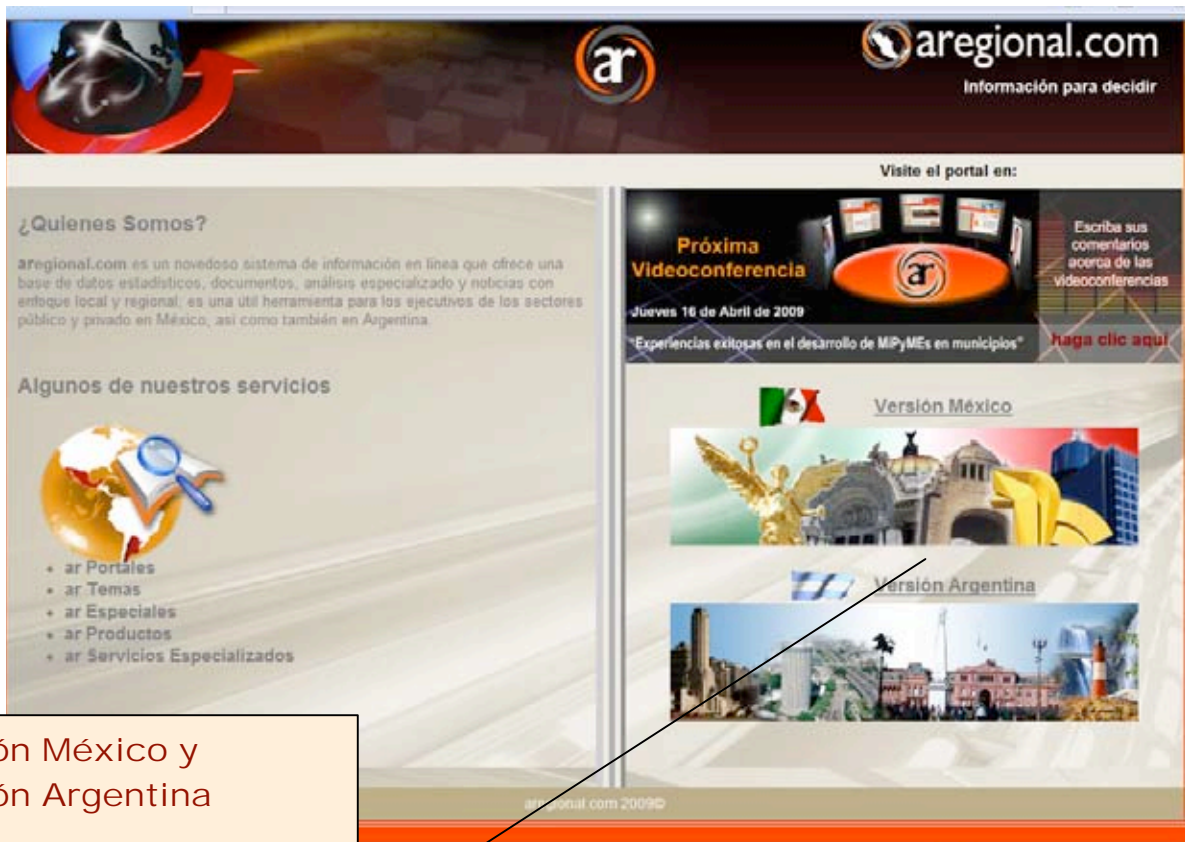 ar
aregional.com
Información para decidir
Visite el portal en:
¿Quienes Somos?
aregional.com es un novedoso sistema de información en línea que ofrece una
base de datos estadísticos, documentos, análisis especializado y noticias con
enfoque local y regional; es una útil herramienta para los ejecutivos de los sectores
público y privado en México, así como también en Argentina.
Algunos de nuestros servicios
ar Portales
ar Temas
ar Especiales
ar Productos
ar Servicios Especializados
Próxima
Videoconferencia
ar
Jueves 16 de Abril de 2009
"Experiencias exitosas en el desarrollo de MiPyMEs en municipios"
Escriba sus
comentarios
acerca de las
videoconferencias
haga clic aquí
Versión México
Versión Argentina
ón México y
ón Argentina
aregional.com 2009©